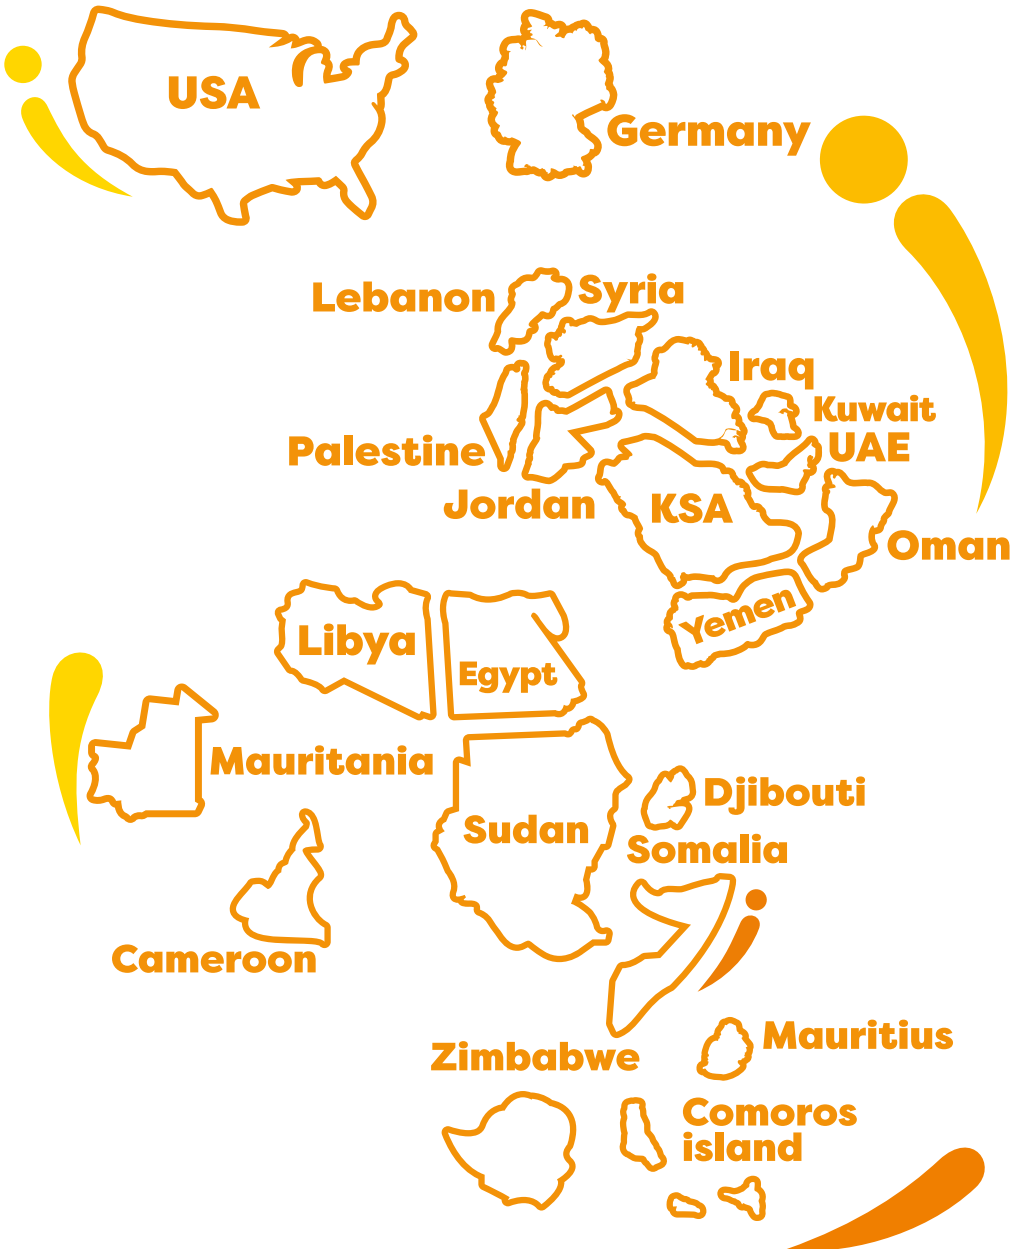 USA
Germany
Lebanon
Syria
Iraq
Kuwait
UAE
Palestine
Jordan
KSA
Oman
Yemen
Libya
Egypt
Mauritania
Djibouti
Sudan
Somalia
Cameroon
Mauritius
Zimbabwe
Comoros
island